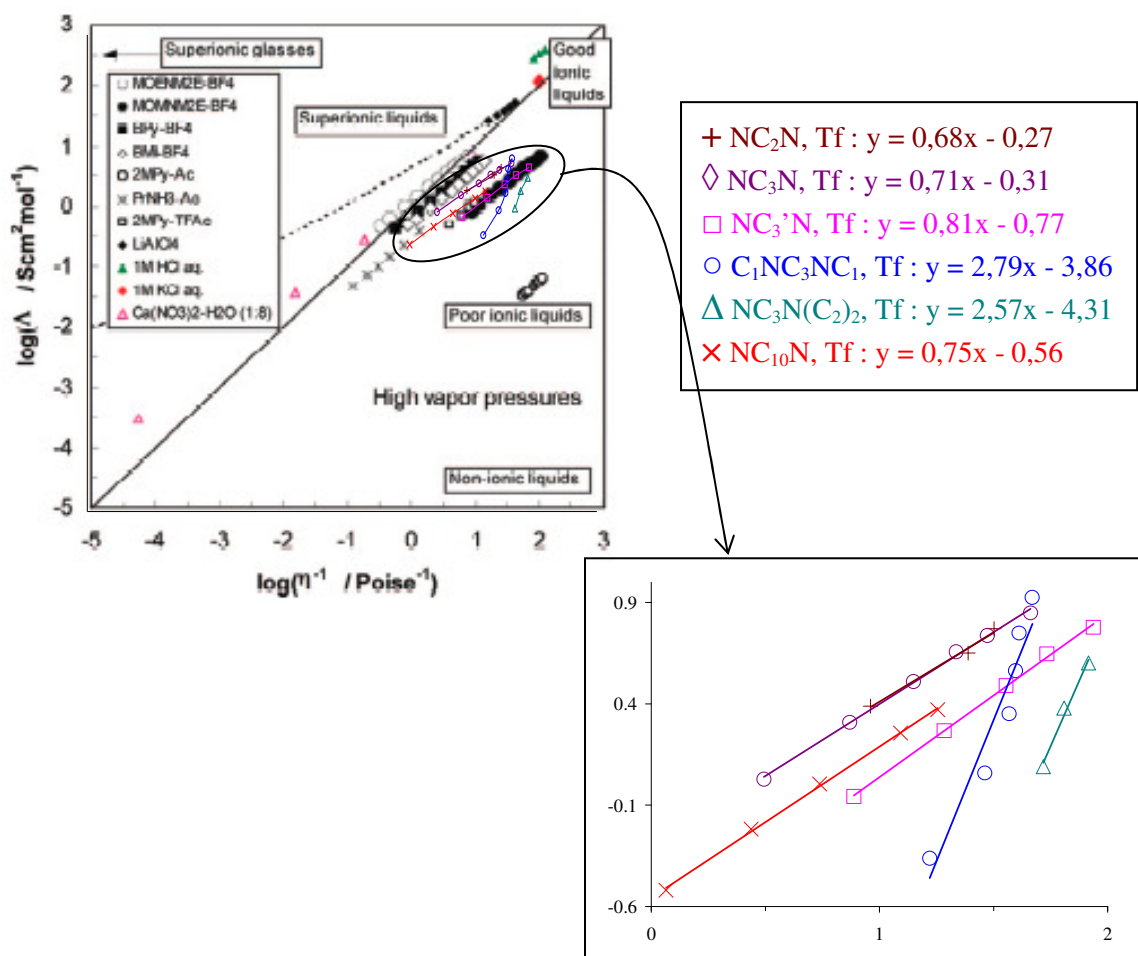 3
2
1
0
-1
-2
-3
-4
-5
log(Λ / Scm²mol⁻¹)
Superionic glasses
Good
ionic
liquids
MOENM2E-BF4
MOMNM2E-BF4
BPy-BF4
BMI-BF4
2MPy-Ac
PrNH3-Ac
2MPy-TFAc
LiAlCl4
1M HCl aq.
1M KCl aq.
Ca(NO3)2-H2O (1:8)
Superionic liquids
Poor ionic liquids
High vapor pressures
Non-ionic liquids
-5 -4 -3 -2 -1 0 1 2 3
log(η⁻¹ / Poise⁻¹)
NC₂N, Tf : y = 0,68x - 0,27
NC₃N, Tf : y = 0,71x - 0,31
NC₃'N, Tf : y = 0,81x - 0,77
C₁NC₃NC₁, Tf : y = 2,79x - 3,86
NC₃N(C₂)₂, Tf : y = 2,57x - 4,31
NC₁₀N, Tf : y = 0,75x - 0,56
0.9
0.4
-0.1
-0.6
0 1 2